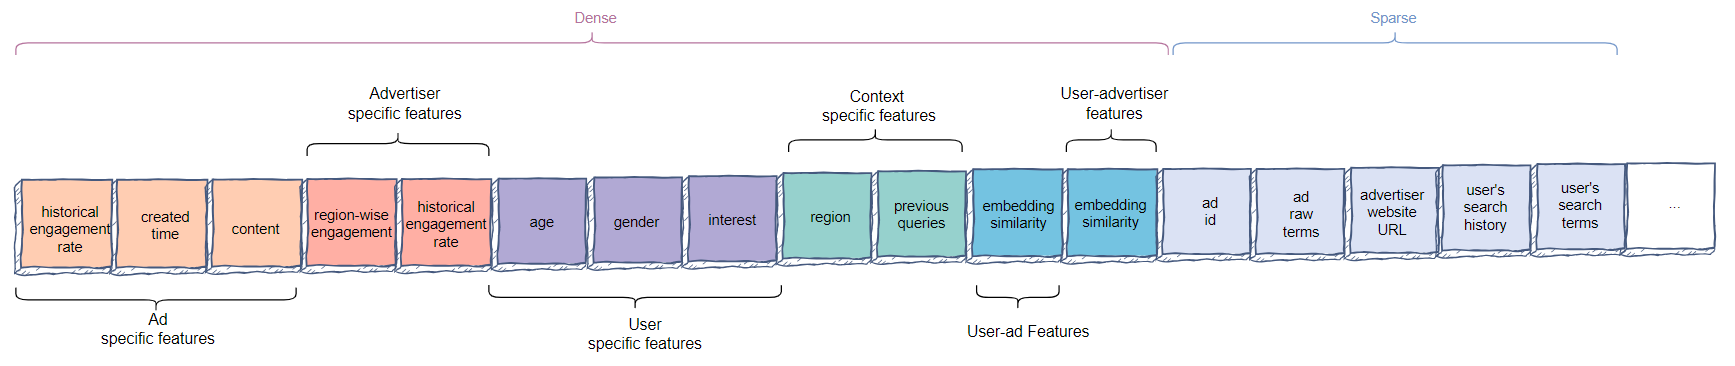 Dense
Sparse
Advertiser
specific features
Context
specific features
User-advertiser
features
historical
engagement
rate
created
time
content
region-wise
engagement
historical
engagement
rate
age
gender
interest
region
previous
queries
embedding
similarity
embedding
similarity
ad
id
ad
raw
terms
advertiser
website
URL
user's
search
history
user's
search
terms
...
Ad
specific features
User
specific features
User-ad Features